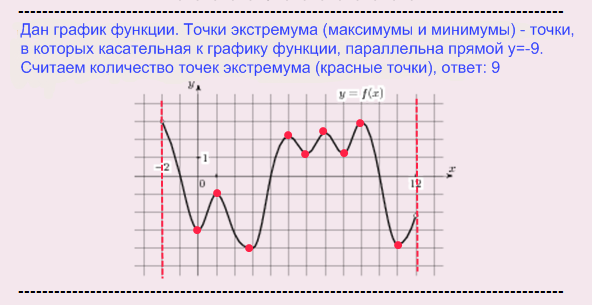 Дан график функции. Точки экстремума (максимумы и минимумы) - точки,
в которых касательная к графику функции, параллельна прямой y=-9.
Считаем количество точек экстремума (красные точки), ответ: 9
y
y = f(x)
1
-2
x
0
12